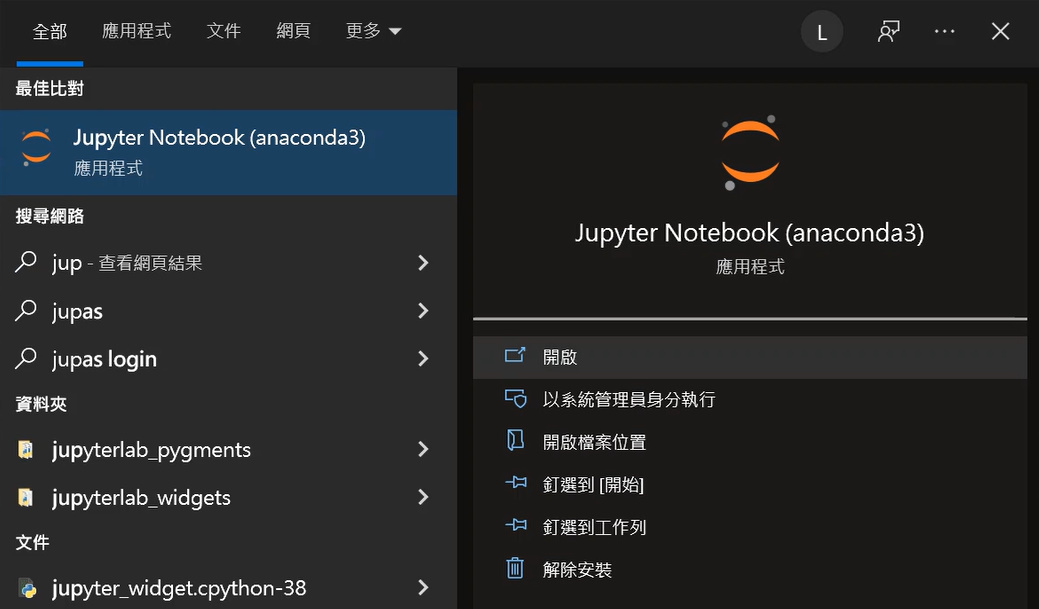 全部 應用程式 文件 網頁 更多 L
最佳比對
Jupyter Notebook (anaconda3)
應用程式
搜尋網路
jup - 查看網頁結果
jupas
jupas login
資料夾
jupyterlab_pygments
jupyterlab_widgets
文件
jupyter_widget.cpython-38
Jupyter Notebook (anaconda3)
應用程式
開啟
以系統管理員身分執行
開啟檔案位置
釘選到 [開始]
釘選到工作列
解除安裝